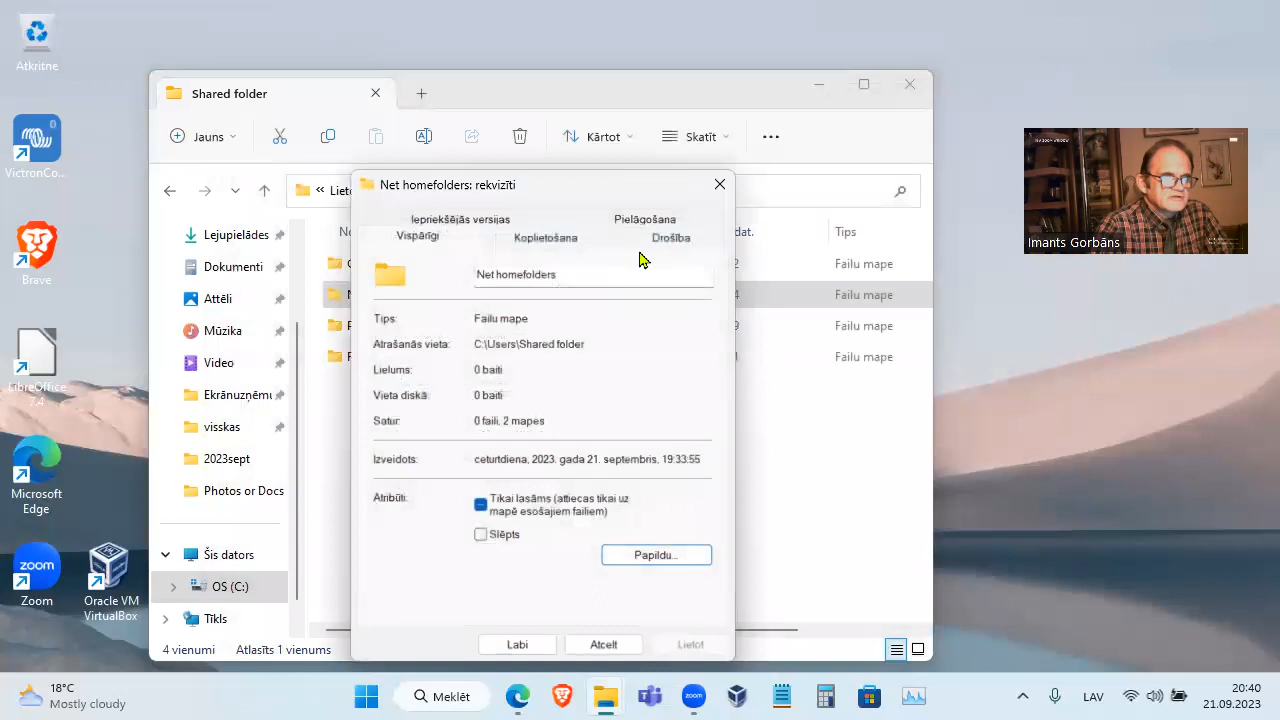 Atkritne
VictronCo...
Brave
LibreOffice
7.4
Microsoft
Edge
Zoom
Oracle VM
VirtualBox
Shared folder
Jauns
Kārtot
Skatīt
«
Net homefolders: rekvizīti
Iepriekšējās versijas
Pielāgošana
Vispārīgi
Koplietošana
Drošība
Net homefolders
Tips:
Failu mape
Atrašanās vieta:
C:\Users\Shared folder
Lielums:
0 baiti
Vieta diskā:
0 baiti
Satur:
0 faili, 2 mapes
Izveidots:
ceturtdiena, 2023. gada 21. septembris, 19:33:55
Atribūti:
Tikai lasāms (attiecas tikai uz
mapē esošajiem failiem)
Slēpts
Papildu...
Labi
Atcelt
Lietot
Lejupielādēs
Dokumenti
Attēli
Mūzika
Video
visskas
2023sept
Photos or Docs
Šis dators
OS (C:)
Tīkls
dat.
Tips
Failu mape
Failu mape
Failu mape
Failu mape
4 vienumi
Atlasīts 1 vienums
Imants Gorbāns
18°C
Mostly cloudy
Meklēt
LAV
20:40
21.09.2023